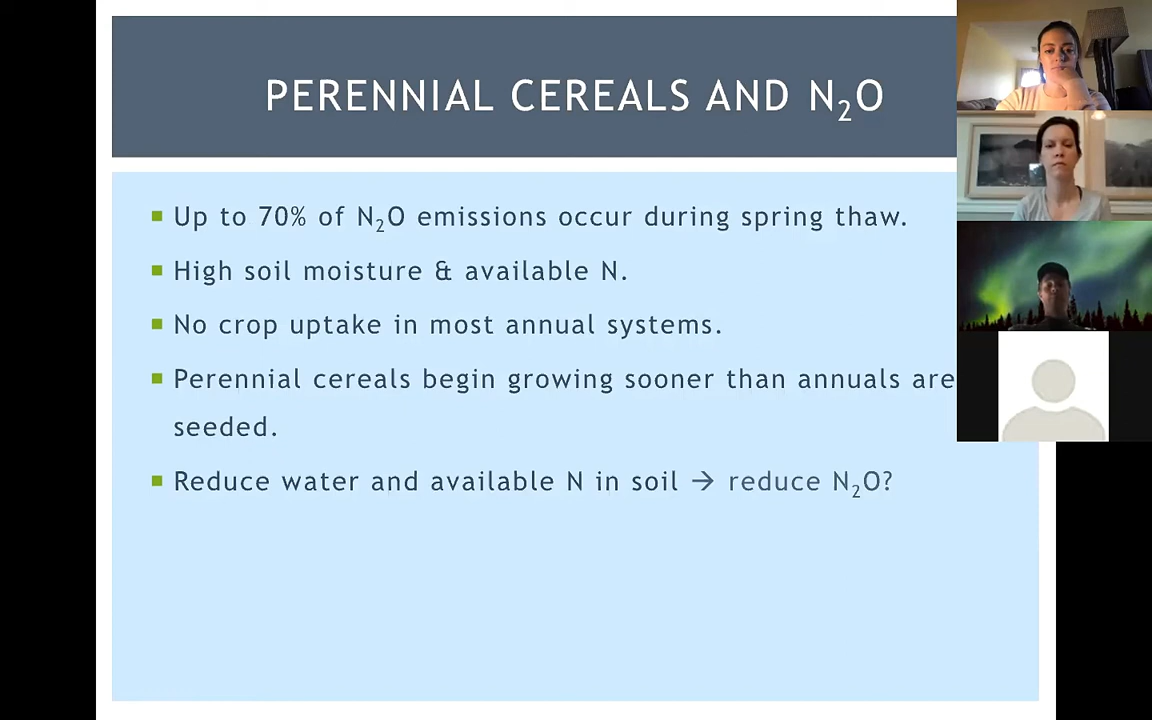 PERENNIAL CEREALS AND N₂O
Up to 70% of N₂O emissions occur during spring thaw.
High soil moisture & available N.
No crop uptake in most annual systems.
Perennial cereals begin growing sooner than annuals are
seeded.
Reduce water and available N in soil → reduce N₂O?